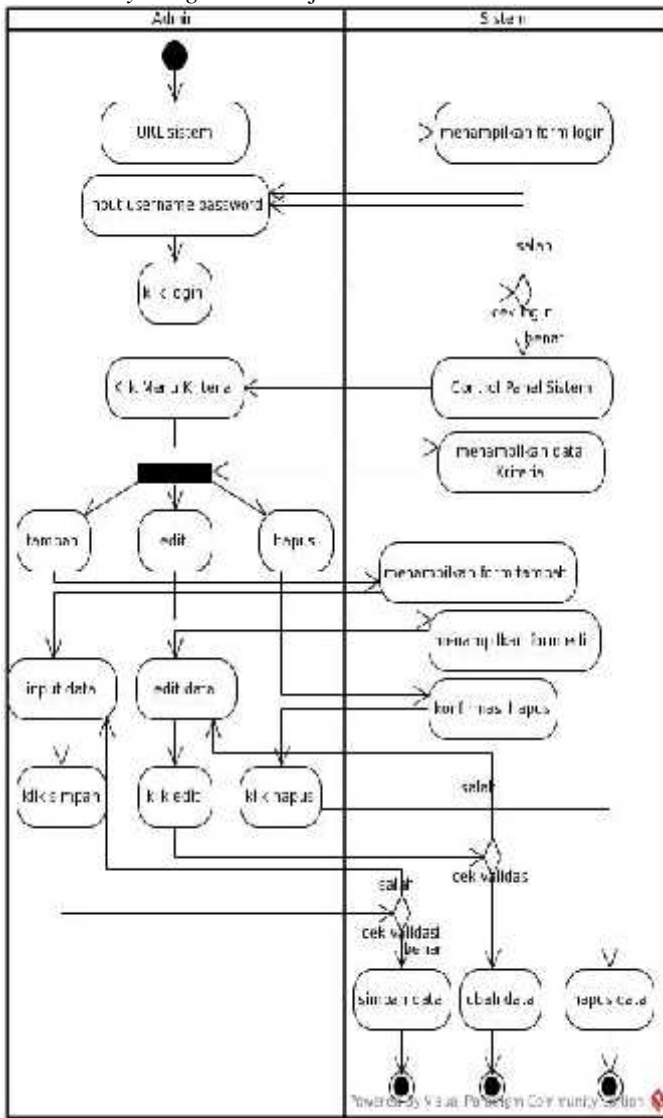 Admin
Sistem
URL sistem
menampilkan form login
input username password
salah
klik login
cek login
benar
Klik Menu Kriteria
Control Panel Sistem
menampilkan data
Kriteria
edit
hapus
menampilkan form tambah
menampilkan form edit
input data
edit data
konfirmasi hapus
klik simpan
klik edit
klik hapus
salah
cek validasi
salah
cek validasi
benar
simpan data
ubah data
hapus data
Powered By Visual Paradigm Community Edition